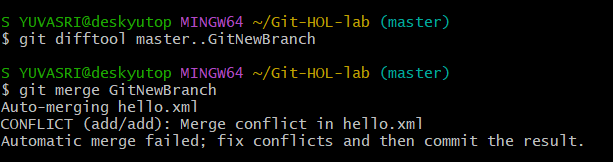 S YUVASRI@deskyutop MINGW64 ~/Git-HOL-lab (master)
$ git difftool master..GitNewBranch
S YUVASRI@deskyutop MINGW64 ~/Git-HOL-lab (master)
$ git merge GitNewBranch
Auto-merging hello.xml
CONFLICT (add/add): Merge conflict in hello.xml
Automatic merge failed; fix conflicts and then commit the result.